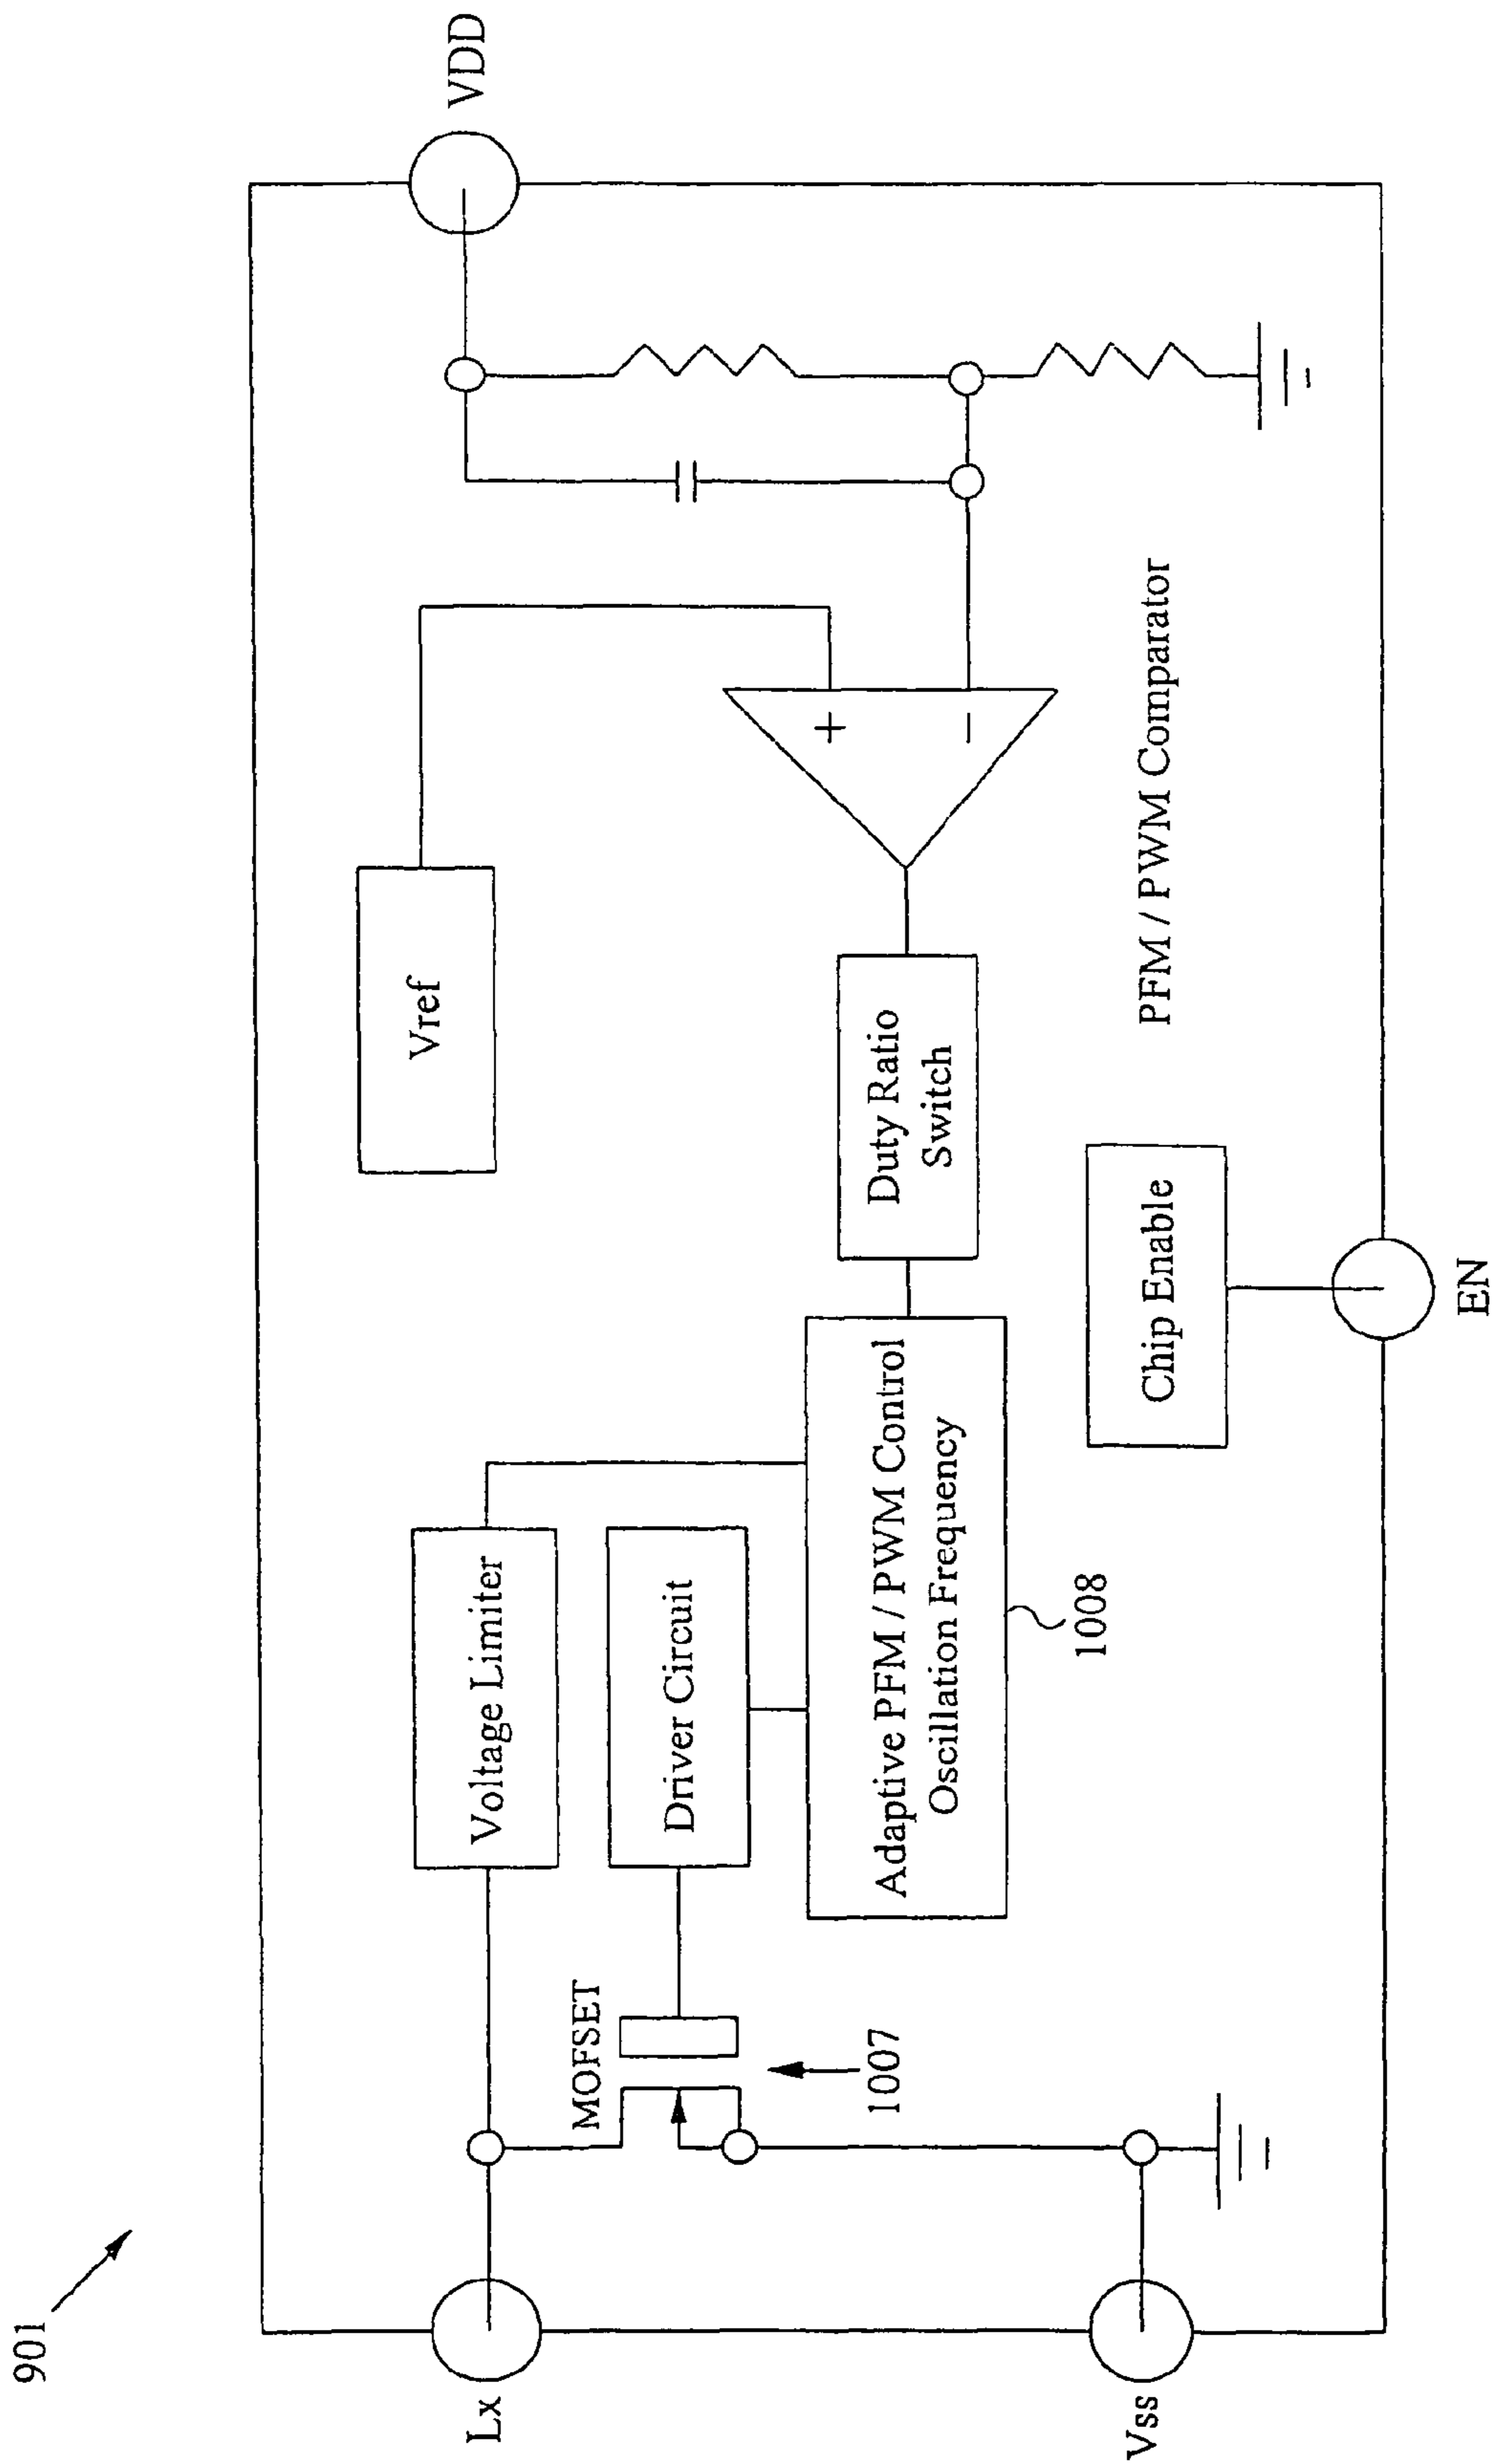 901
Lx
Vss
VDD
EN
Voltage Limiter
Driver Circuit
MOFSET
1007
Adaptive PFM / PWM Control
Oscillation Frequency
1008
Vref
Duty Ratio
Switch
+
−
PFM / PWM Comparator
Chip Enable